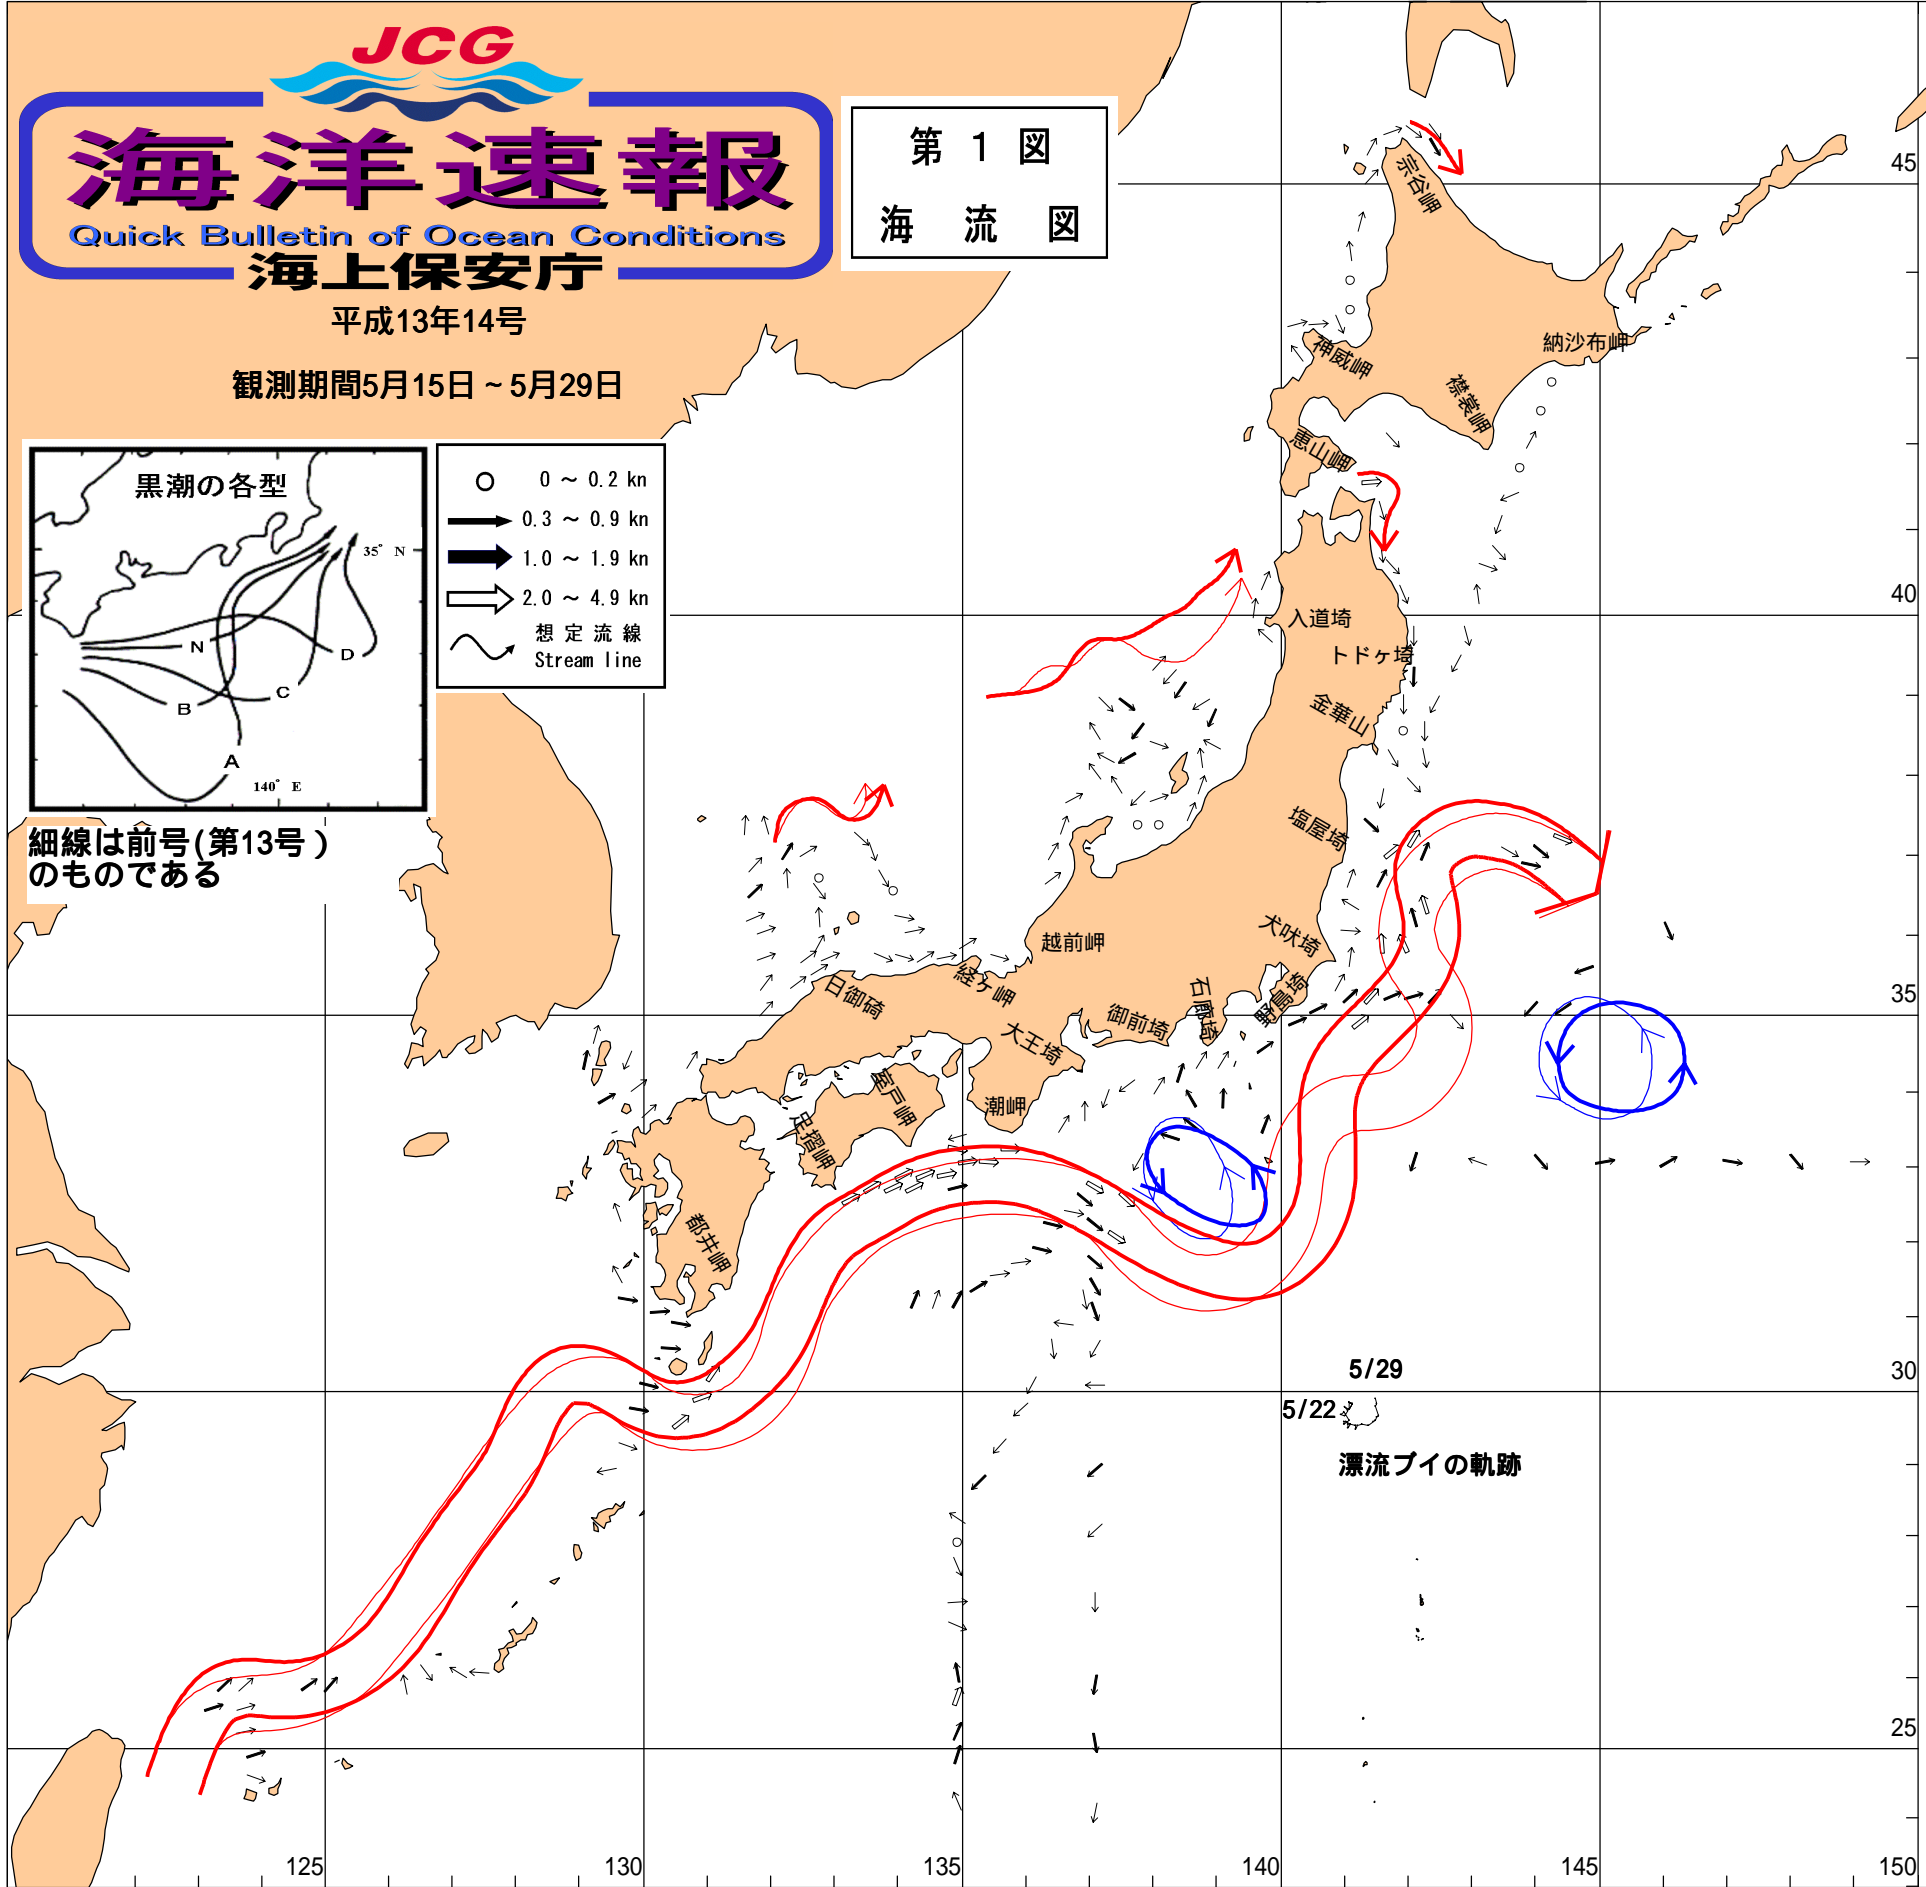 JCG
海洋速報
Quick Bulletin of Ocean Conditions
海上保安庁
平成13年14号
観測期間5月15日~5月29日
第 1 図
海 流 図
黒潮の各型
35° N
N
D
C
B
A
140° E
0 ～ 0.2 kn
0.3 ～ 0.9 kn
1.0 ～ 1.9 kn
2.0 ～ 4.9 kn
想 定 流 線
Stream line
細線は前号(第13号)
のものである
宗谷岬
納沙布岬
神威岬
襟裳岬
恵山岬
入道埼
トドヶ埼
金華山
塩屋埼
犬吠埼
野島埼
石廊埼
御前埼
大王埼
潮岬
越前岬
経ヶ岬
日御碕
室戸岬
足摺岬
都井岬
5/29
5/22
漂流ブイの軌跡
45
40
35
30
25
125
130
135
140
145
150